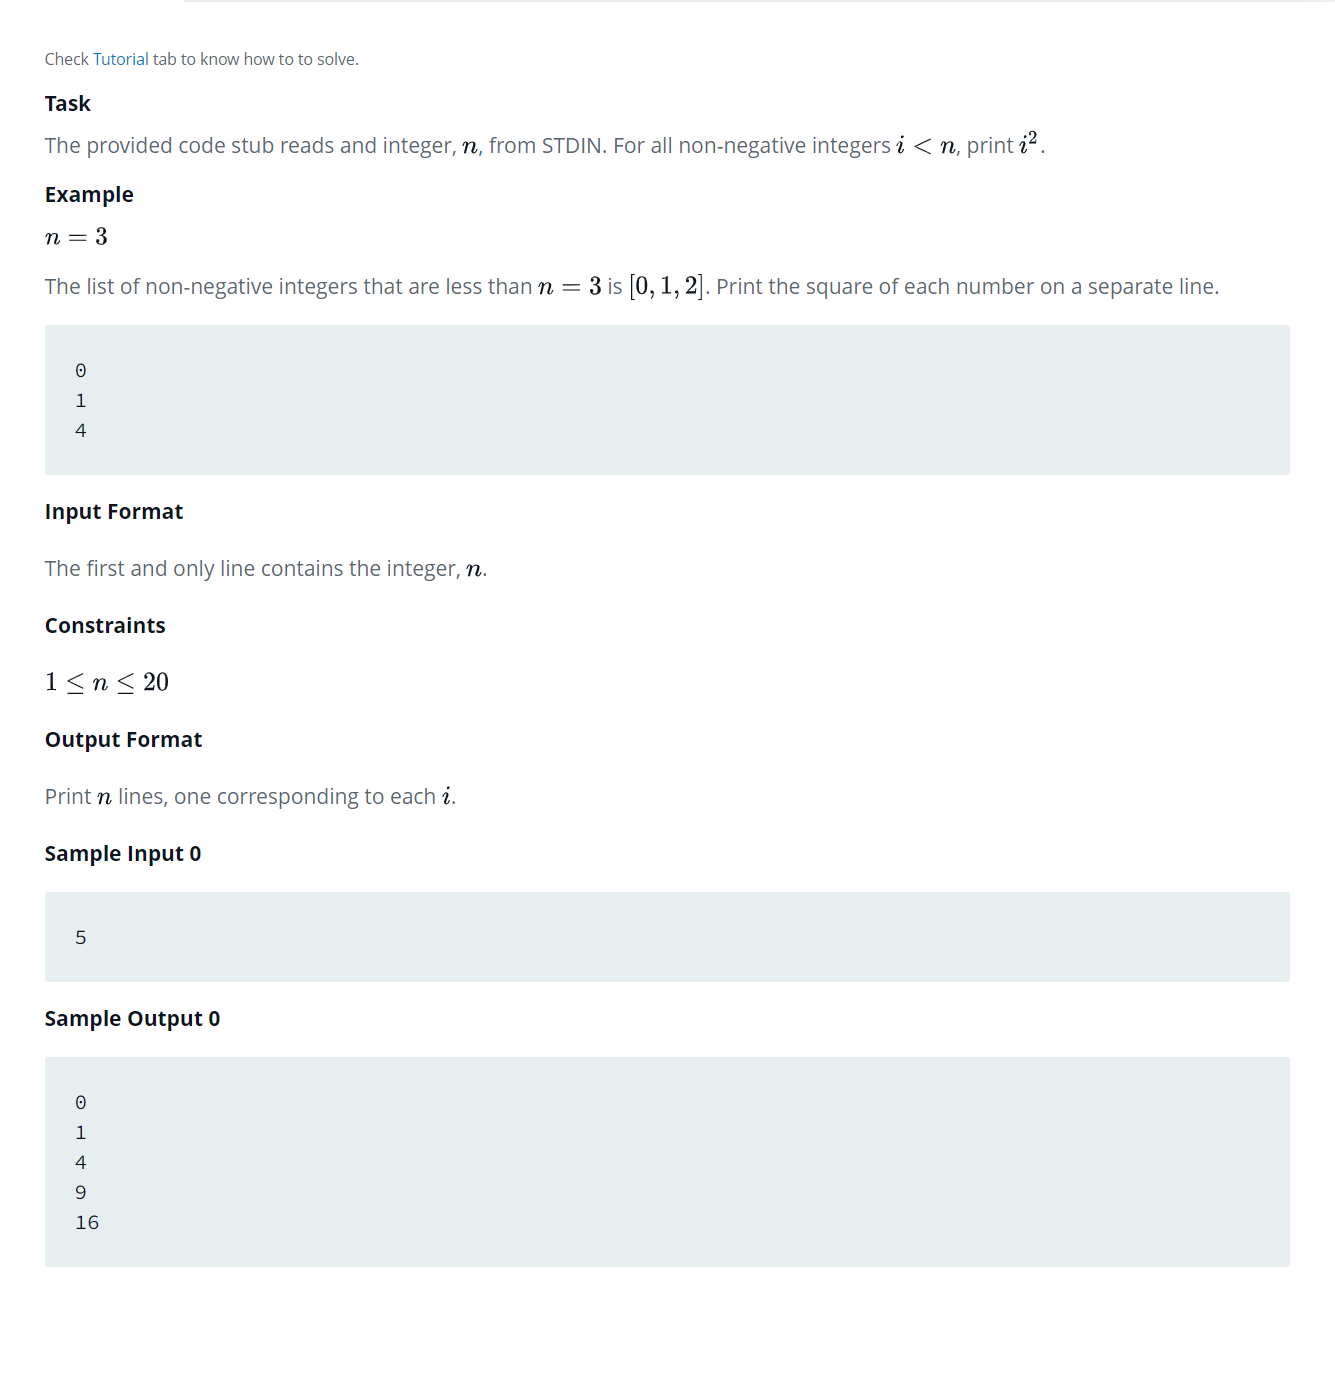 Check Tutorial tab to know how to to solve.
Task
The provided code stub reads and integer, n, from STDIN. For all non-negative integers i < n, print i².
Example
n = 3
The list of non-negative integers that are less than n = 3 is [0, 1, 2]. Print the square of each number on a separate line.
0
1
4
Input Format
The first and only line contains the integer, n.
Constraints
1 ≤ n ≤ 20
Output Format
Print n lines, one corresponding to each i.
Sample Input 0
5
Sample Output 0
0
1
4
9
16